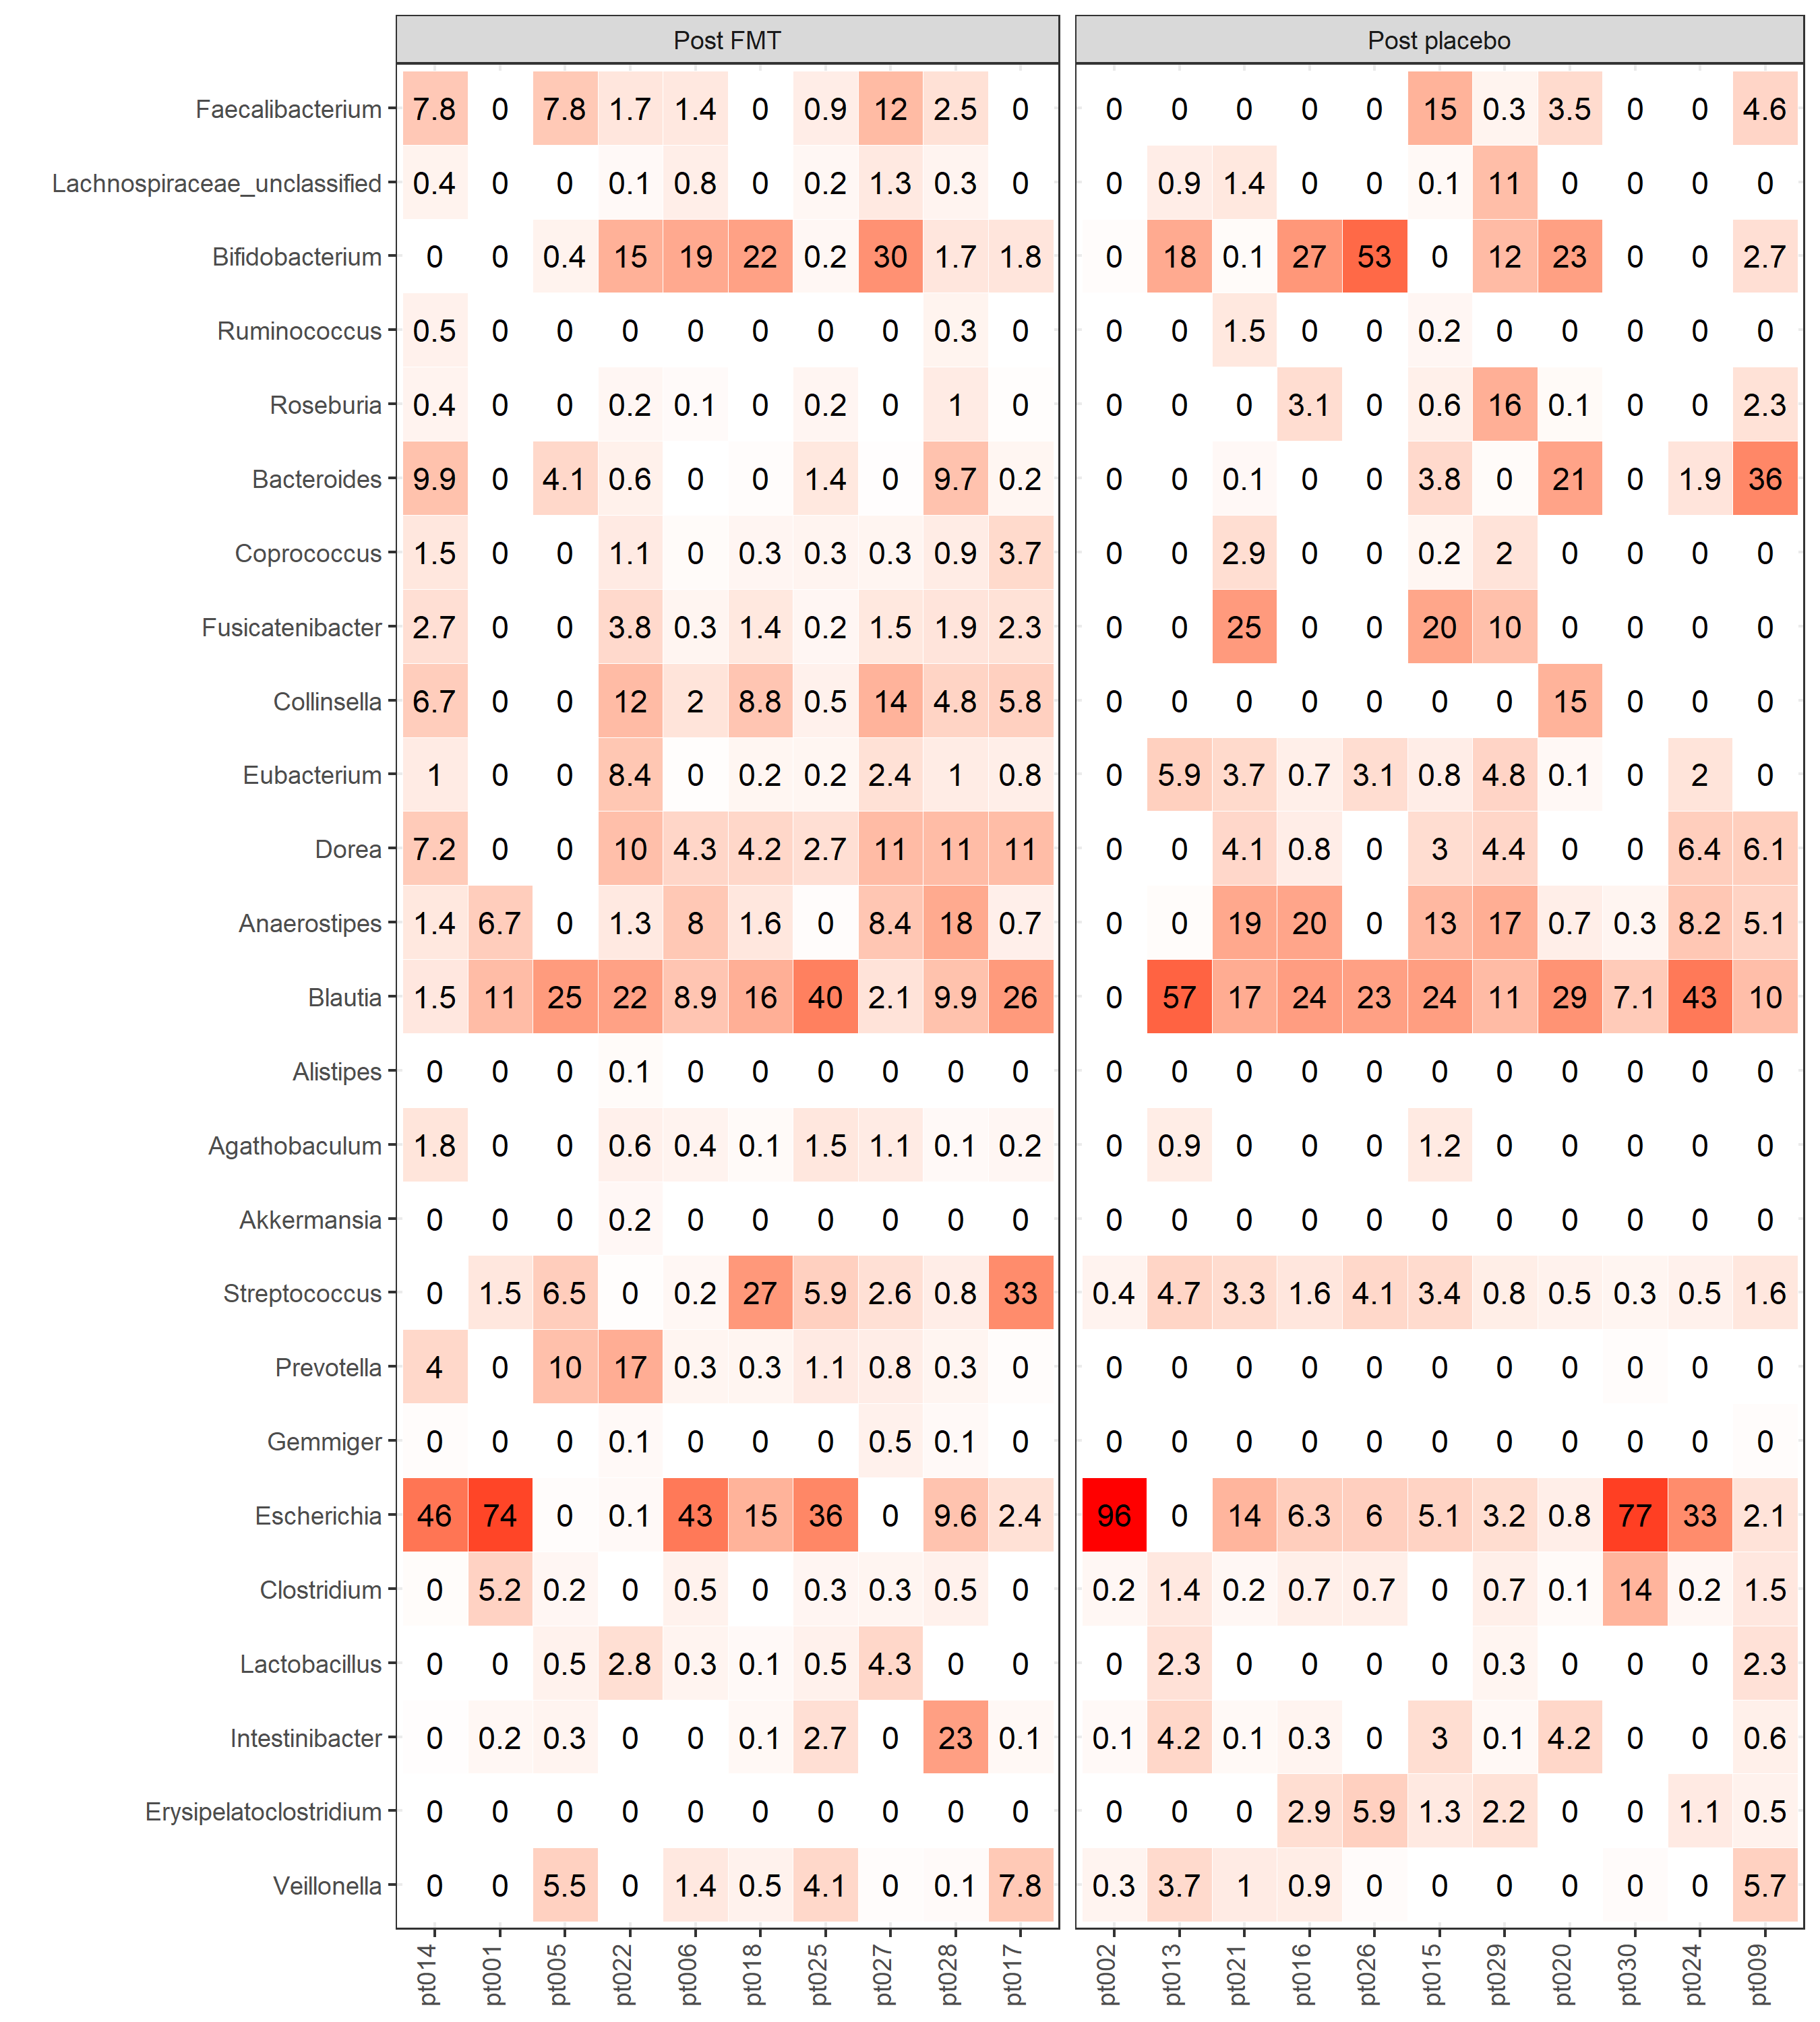 Post FMT Post placebo
Faecalibacterium 7.8 0 7.8 1.7 1.4 0 0.9 12 2.5 0 0 0 0 0 0 15 0.3 3.5 0 0 4.6
Lachnospiraceae_unclassified 0.4 0 0 0.1 0.8 0 0.2 1.3 0.3 0 0 0.9 1.4 0 0 0.1 11 0 0 0 0
Bifidobacterium 0 0 0.4 15 19 22 0.2 30 1.7 1.8 0 18 0.1 27 53 0 12 23 0 0 2.7
Ruminococcus 0.5 0 0 0 0 0 0 0 0.3 0 0 0 1.5 0 0 0.2 0 0 0 0 0
Roseburia 0.4 0 0 0.2 0.1 0 0.2 0 1 0 0 0 0 3.1 0 0.6 16 0.1 0 0 2.3
Bacteroides 9.9 0 4.1 0.6 0 0 1.4 0 9.7 0.2 0 0 0.1 0 0 3.8 0 21 0 1.9 36
Coprococcus 1.5 0 0 1.1 0 0.3 0.3 0.3 0.9 3.7 0 0 2.9 0 0 0.2 2 0 0 0 0
Fusicatenibacter 2.7 0 0 3.8 0.3 1.4 0.2 1.5 1.9 2.3 0 0 25 0 0 20 10 0 0 0 0
Collinsella 6.7 0 0 12 2 8.8 0.5 14 4.8 5.8 0 0 0 0 0 0 0 15 0 0 0
Eubacterium 1 0 0 8.4 0 0.2 0.2 2.4 1 0.8 0 5.9 3.7 0.7 3.1 0.8 4.8 0.1 0 2 0
Dorea 7.2 0 0 10 4.3 4.2 2.7 11 11 11 0 0 4.1 0.8 0 3 4.4 0 0 6.4 6.1
Anaerostipes 1.4 6.7 0 1.3 8 1.6 0 8.4 18 0.7 0 0 19 20 0 13 17 0.7 0.3 8.2 5.1
Blautia 1.5 11 25 22 8.9 16 40 2.1 9.9 26 0 57 17 24 23 24 11 29 7.1 43 10
Alistipes 0 0 0 0.1 0 0 0 0 0 0 0 0 0 0 0 0 0 0 0 0 0
Agathobaculum 1.8 0 0 0.6 0.4 0.1 1.5 1.1 0.1 0.2 0 0.9 0 0 0 1.2 0 0 0 0 0
Akkermansia 0 0 0 0.2 0 0 0 0 0 0 0 0 0 0 0 0 0 0 0 0 0
Streptococcus 0 1.5 6.5 0 0.2 27 5.9 2.6 0.8 33 0.4 4.7 3.3 1.6 4.1 3.4 0.8 0.5 0.3 0.5 1.6
Prevotella 4 0 10 17 0.3 0.3 1.1 0.8 0.3 0 0 0 0 0 0 0 0 0 0 0 0
Gemmiger 0 0 0 0.1 0 0 0 0.5 0.1 0 0 0 0 0 0 0 0 0 0 0 0
Escherichia 46 74 0 0.1 43 15 36 0 9.6 2.4 96 0 14 6.3 6 5.1 3.2 0.8 77 33 2.1
Clostridium 0 5.2 0.2 0 0.5 0 0.3 0.3 0.5 0 0.2 1.4 0.2 0.7 0.7 0 0.7 0.1 14 0.2 1.5
Lactobacillus 0 0 0.5 2.8 0.3 0.1 0.5 4.3 0 0 0 2.3 0 0 0 0 0.3 0 0 0 2.3
Intestinibacter 0 0.2 0.3 0 0 0.1 2.7 0 23 0.1 0.1 4.2 0.1 0.3 0 3 0.1 4.2 0 0 0.6
Erysipelatoclostridium 0 0 0 0 0 0 0 0 0 0 0 0 0 2.9 5.9 1.3 2.2 0 0 1.1 0.5
Veillonella 0 0 5.5 0 1.4 0.5 4.1 0 0.1 7.8 0.3 3.7 1 0.9 0 0 0 0 0 0 5.7
pt014 pt001 pt005 pt022 pt006 pt018 pt025 pt027 pt028 pt017 pt002 pt013 pt021 pt016 pt026 pt015 pt029 pt020 pt030 pt024 pt009